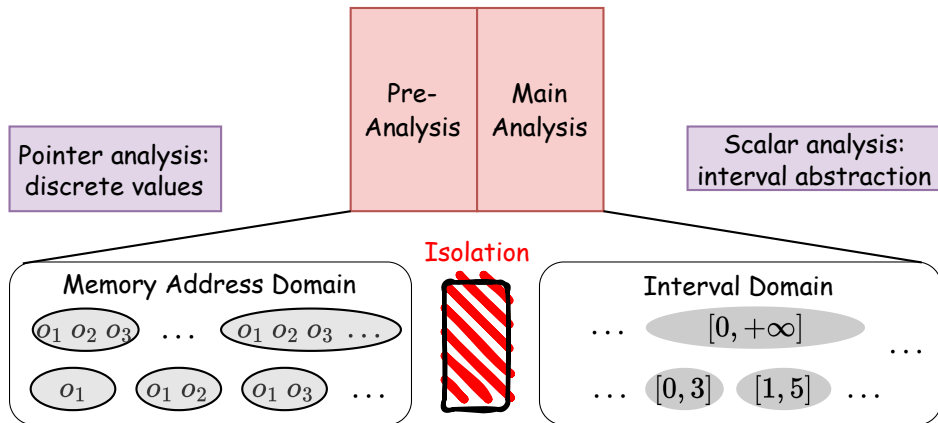 Pre-
Analysis
Main
Analysis
Pointer analysis:
discrete values
Scalar analysis:
interval abstraction
Isolation
Memory Address Domain
o₁ o₂ o₃ ... o₁ o₂ o₃ ...
o₁ o₁ o₂ o₁ o₃ ...
Interval Domain
... [0, +∞] ...
... [0, 3] [1, 5] ...